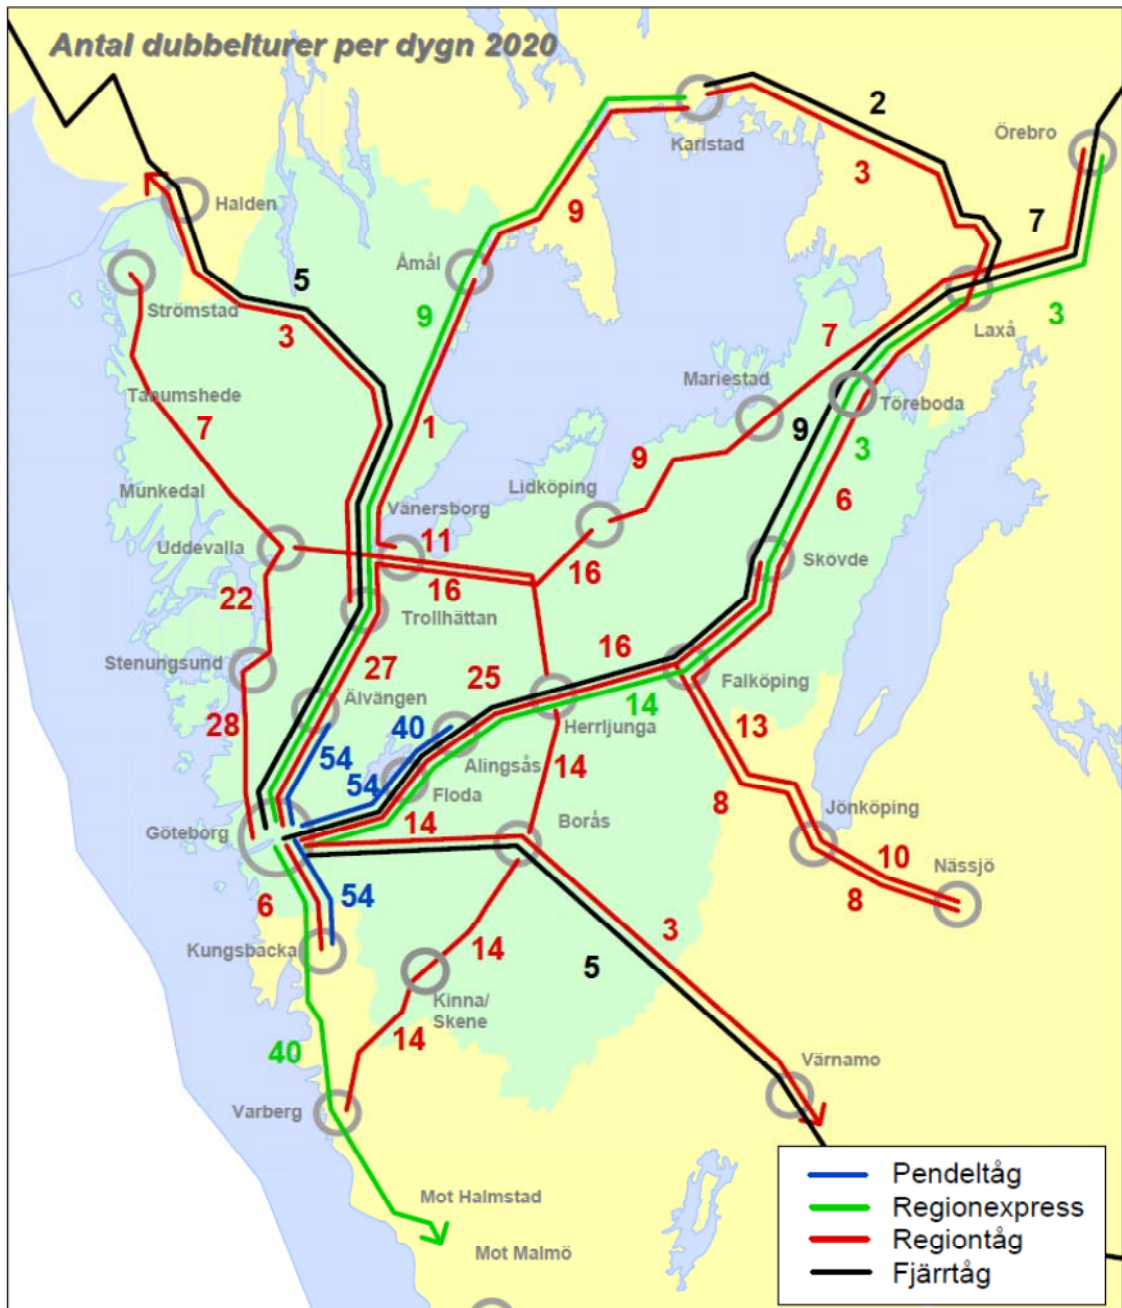 Antal dubbelturer per dygn 2020
2
Örebro
Karlstad
3
Halden
9
7
5
Åmål
Strömstad
3
9
3
Laxå
7
Mariestad
Tanumshede
7
1
9
Töreboda
3
Munkedal
Lidköping
9
6
Vänersborg
11
Uddevalla
16
16
Skövde
22
Trollhättan
16
Stenungsund
27
25
Falköping
Älvängen
14
28
40
Herrljunga
13
54
Alingsås
54
14
Floda
8
Jönköping
Göteborg
14
Borås
10
Nässjö
6
54
8
3
Kungsbacka
14
5
Kinna/
Skene
14
40
Värnamo
Varberg
Mot Halmstad
Mot Malmö
Pendeltåg
Regionexpress
Regiontåg
Fjärrtåg